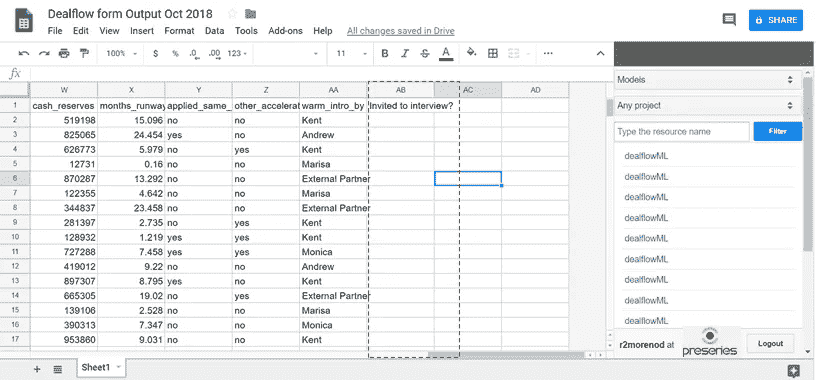 Dealflow form Output Oct 2018
File Edit View Insert Format Data Tools Add-ons Help All changes saved in Drive
SHARE
100% $ % .0 .00 123 11 B I S A
fx
W X Y Z AA AB AC AD
1 cash_reserves months_runway applied_same_ other_accelerat warm_intro_by Invited to interview?
2 519198 15.096 no no Kent
3 825065 24.454 yes no Andrew
4 626773 5.979 no yes Kent
5 12731 0.16 no no Marisa
6 870287 13.292 no no External Partner
7 122355 4.642 no no Marisa
8 344837 23.458 no no External Partner
9 281397 2.735 no yes Kent
10 128932 1.219 yes yes Kent
11 727288 7.458 yes yes Monica
12 419012 9.22 no no Andrew
13 897307 8.795 yes no Kent
14 665305 19.02 no yes External Partner
15 139106 2.528 no no Marisa
16 390313 7.347 no no Monica
17 953860 9.031 no no Kent
Sheet1
Models
Any project
Type the resource name Filter
dealflowML
dealflowML
dealflowML
dealflowML
dealflowML
dealflowML
dealflowML
dealflowML
dealflowML
r2morenod at preseries Logout